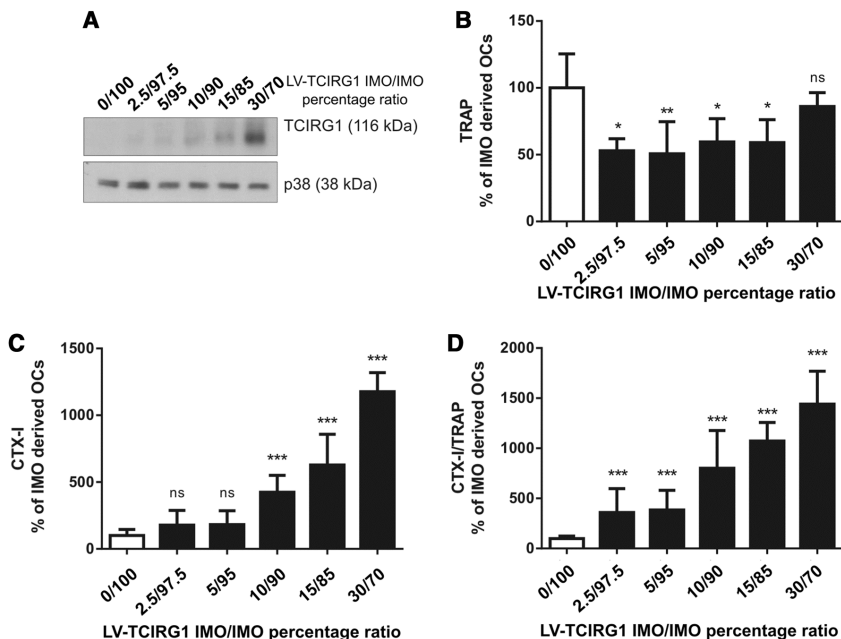 A
0/100
2.5/97.5
5/95
10/90
15/85
30/70
LV-TCIRG1 IMO/IMO
percentage ratio
TCIRG1 (116 kDa)
p38 (38 kDa)
B
TRAP
% of IMO derived OCs
150
100
50
0
*
**
*
*
ns
0/100
2.5/97.5
5/95
10/90
15/85
30/70
LV-TCIRG1 IMO/IMO percentage ratio
C
CTX-I
% of IMO derived OCs
1500
1000
500
0
ns
ns
***
***
***
0/100
2.5/97.5
5/95
10/90
15/85
30/70
LV-TCIRG1 IMO/IMO percentage ratio
D
CTX-I/TRAP
% of IMO derived OCs
2000
1500
1000
500
0
***
***
***
***
***
0/100
2.5/97.5
5/95
10/90
15/85
30/70
LV-TCIRG1 IMO/IMO percentage ratio